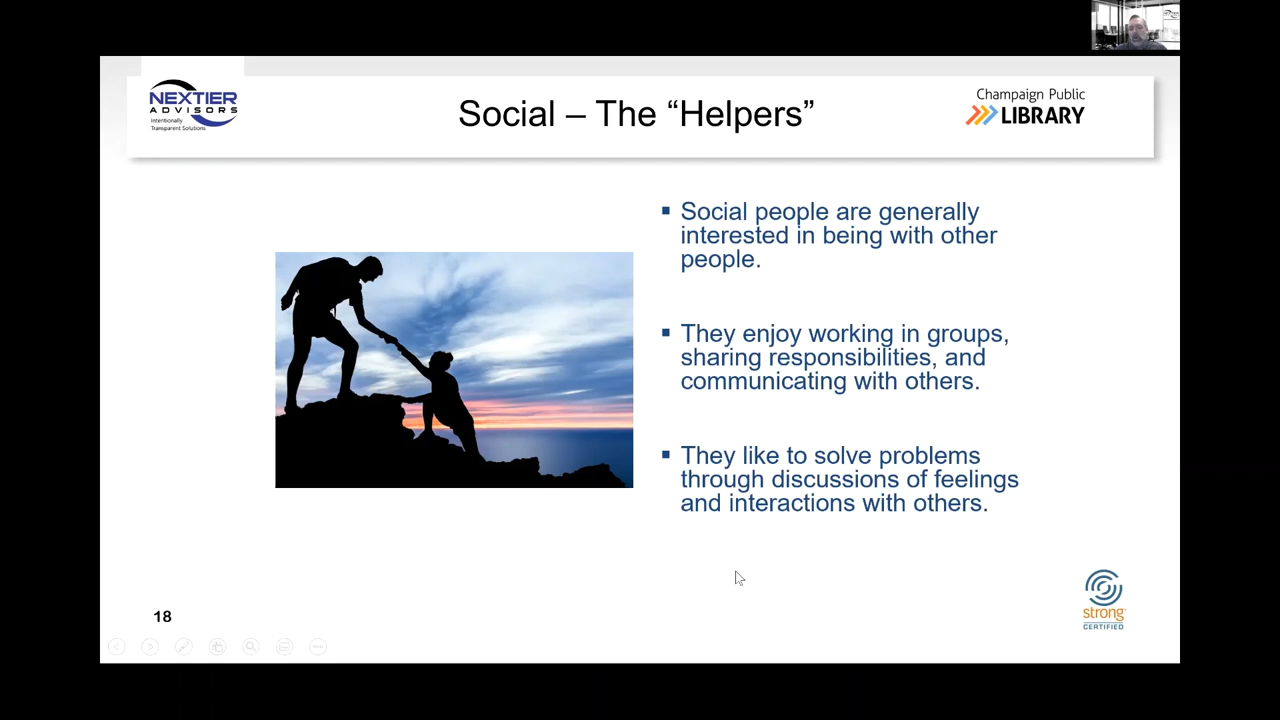 NEXTIER
ADVISORS
Intentionally
Transparent Solutions
Social – The “Helpers”
Champaign Public
LIBRARY
▪ Social people are generally
interested in being with other
people.
▪ They enjoy working in groups,
sharing responsibilities, and
communicating with others.
▪ They like to solve problems
through discussions of feelings
and interactions with others.
18
strong
CERTIFIED